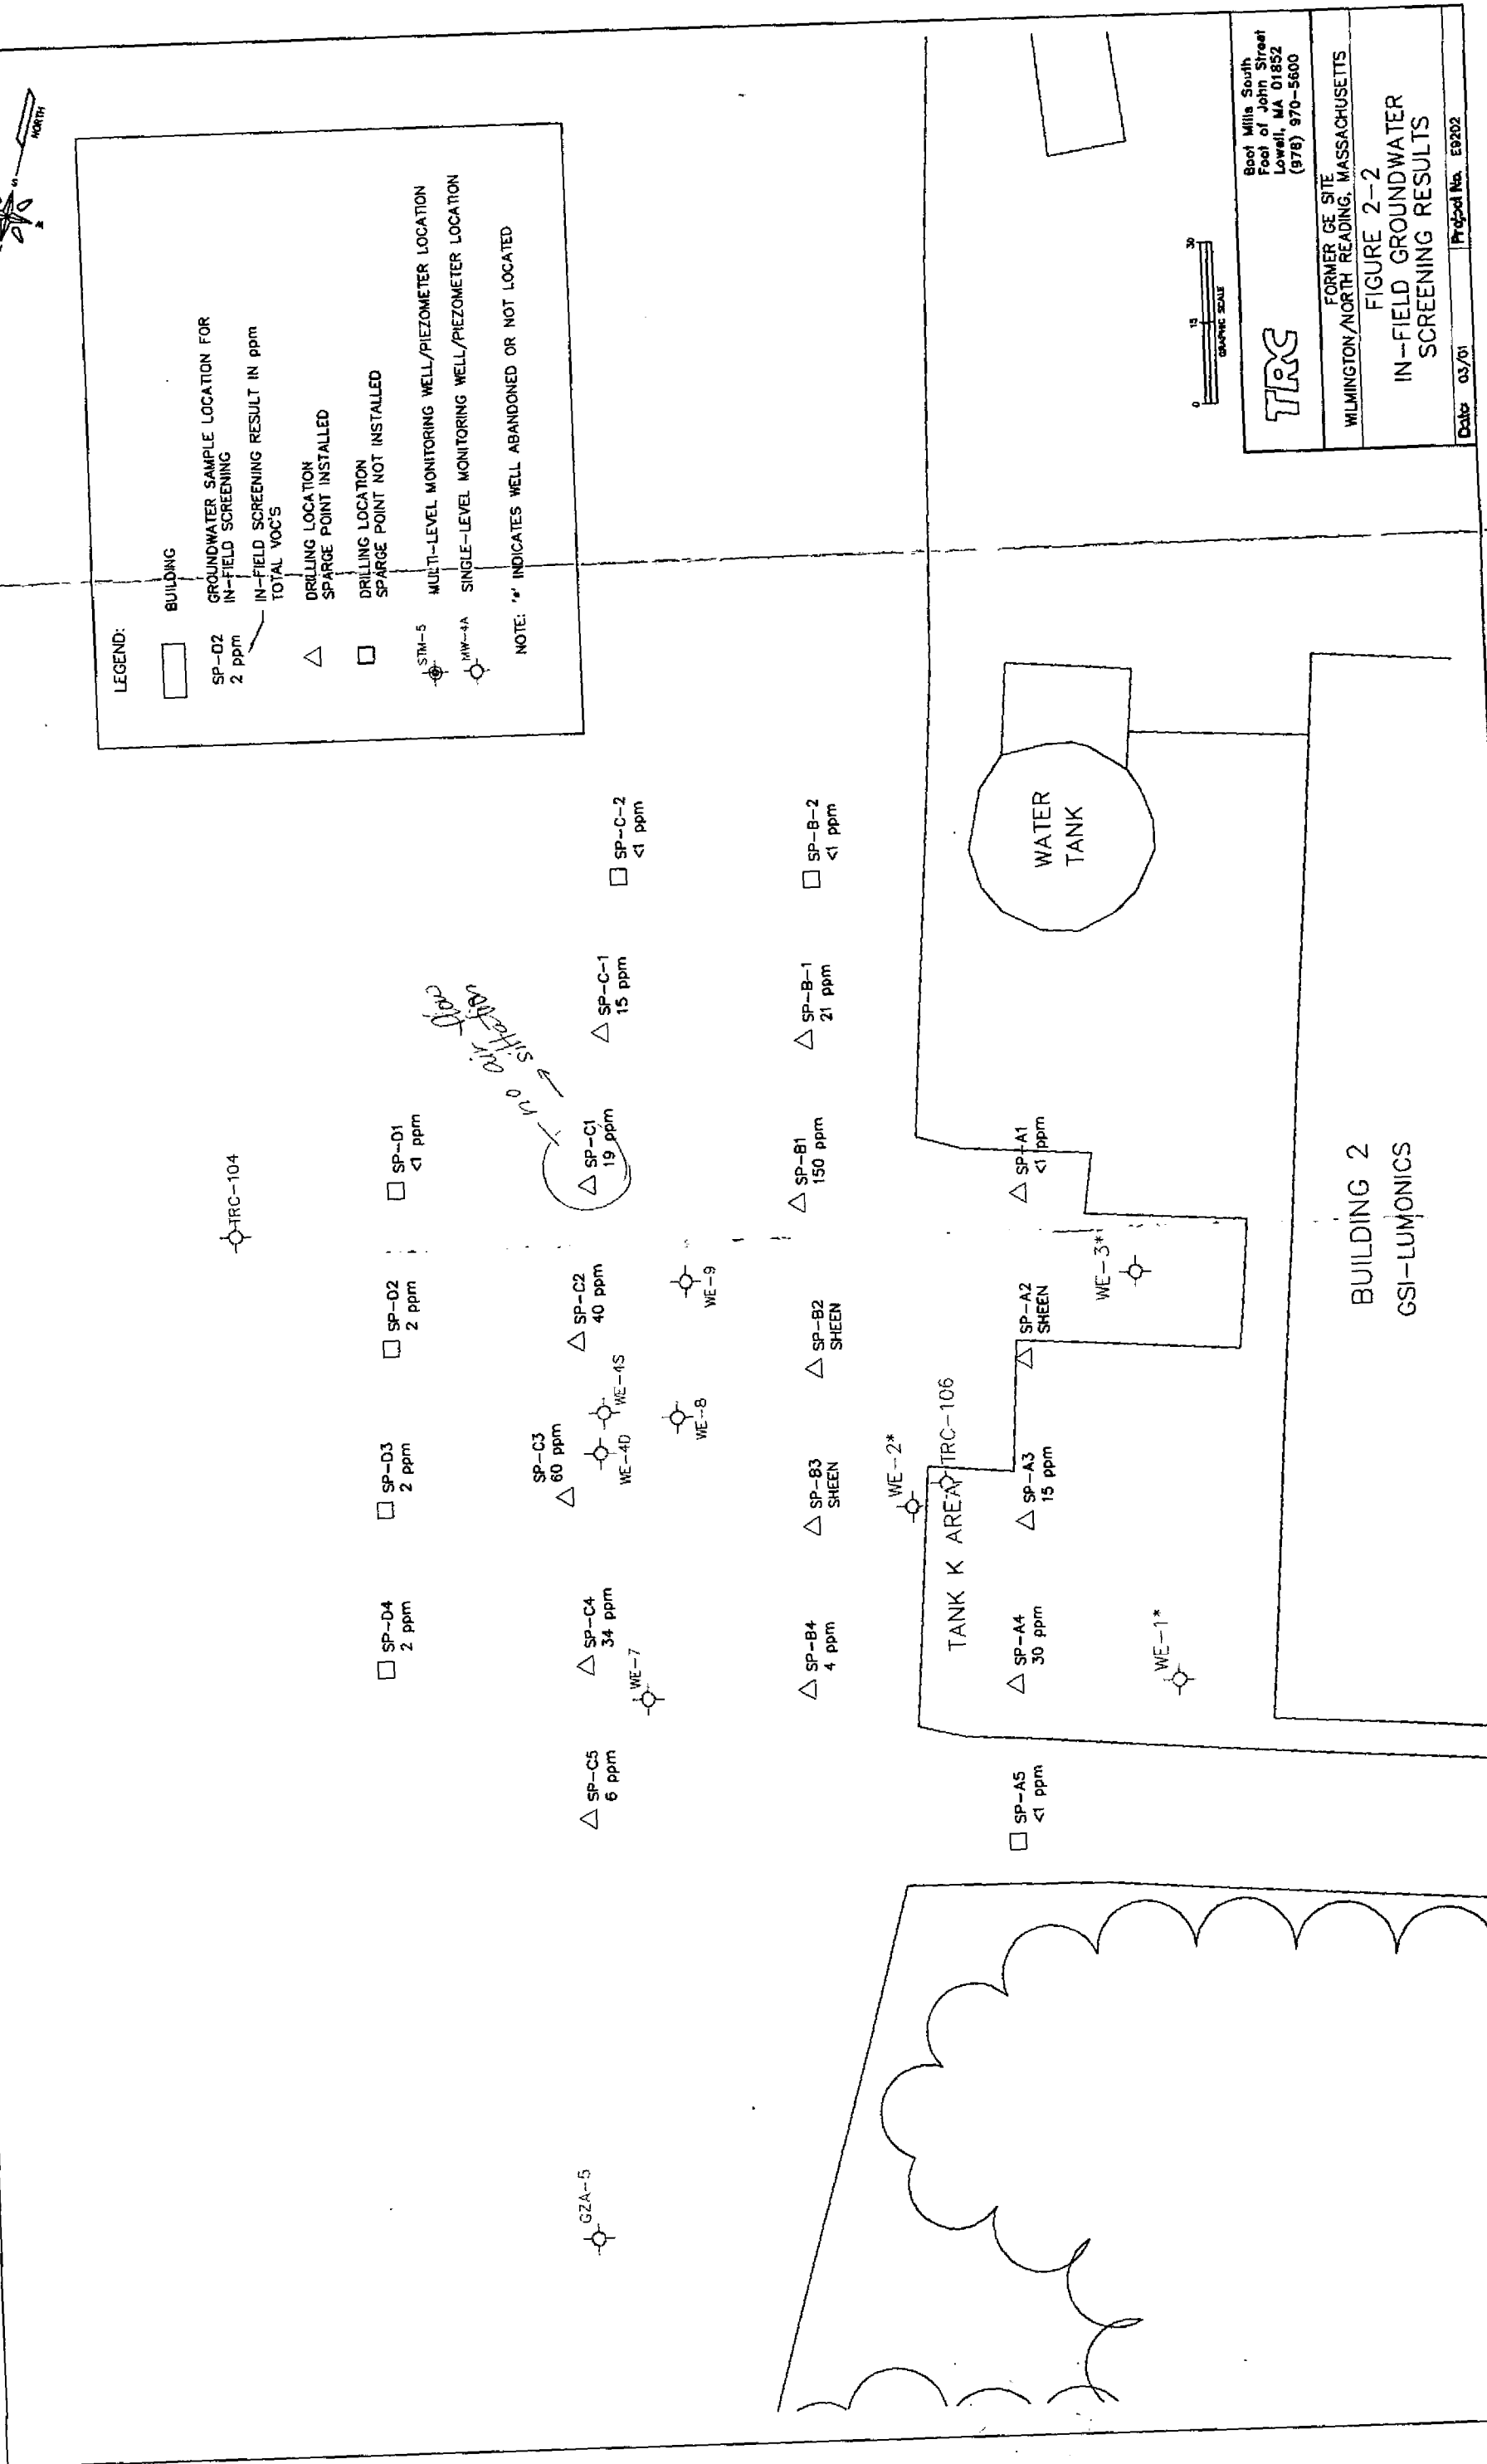 NORTH
LEGEND:
BUILDING
SP-D2
2 ppm
GROUNDWATER SAMPLE LOCATION FOR
IN-FIELD SCREENING
IN-FIELD SCREENING RESULT IN ppm
TOTAL VOC'S
DRILLING LOCATION
SPARGE POINT INSTALLED
DRILLING LOCATION
SPARGE POINT NOT INSTALLED
STM-5 MULTI-LEVEL MONITORING WELL/PIEZOMETER LOCATION
MW-4A SINGLE-LEVEL MONITORING WELL/PIEZOMETER LOCATION
NOTE: '*' INDICATES WELL ABANDONED OR NOT LOCATED
TRC-104
SP-D4
2 ppm
SP-D3
2 ppm
SP-D2
2 ppm
SP-D1
<1 ppm
no air flow
siltation
GZA-5
SP-C5
6 ppm
SP-C4
34 ppm
SP-C3
60 ppm
SP-C2
40 ppm
SP-C1
19 ppm
SP-C-1
15 ppm
SP-C-2
<1 ppm
WE-7
WE-4D
WE-4S
WE-8
WE-9
SP-B4
4 ppm
SP-B3
SHEEN
SP-B2
SHEEN
SP-B1
150 ppm
SP-B-1
21 ppm
SP-B-2
<1 ppm
WE-2*
TANK K AREA
TRC-106
SP-A5
<1 ppm
SP-A4
30 ppm
SP-A3
15 ppm
SP-A2
SHEEN
SP-A1
<1 ppm
WE-1*
WE-3*
WATER
TANK
BUILDING 2
GSI-LUMONICS
0 15 30
GRAPHIC SCALE
TRC
Boot Mills South
Foot of John Street
Lowell, MA 01852
(978) 970-5600
FORMER GE SITE
WILMINGTON/NORTH READING, MASSACHUSETTS
FIGURE 2-2
IN-FIELD GROUNDWATER
SCREENING RESULTS
Date: 03/01
Project No. E9202